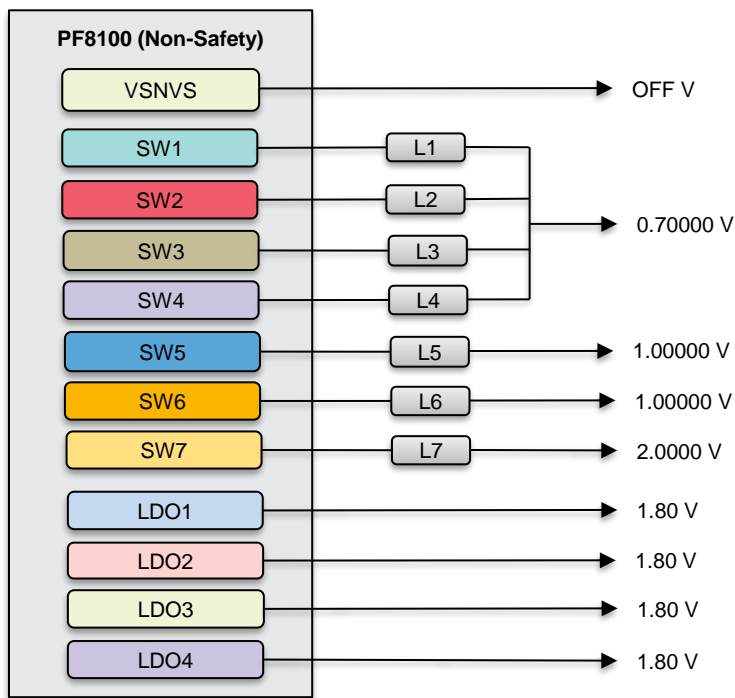 PF8100 (Non-Safety)
VSNVS OFF V
SW1 L1
SW2 L2
0.70000 V
SW3 L3
SW4 L4
SW5 L5 1.00000 V
SW6 L6 1.00000 V
SW7 L7 2.0000 V
LDO1 1.80 V
LDO2 1.80 V
LDO3 1.80 V
LDO4 1.80 V